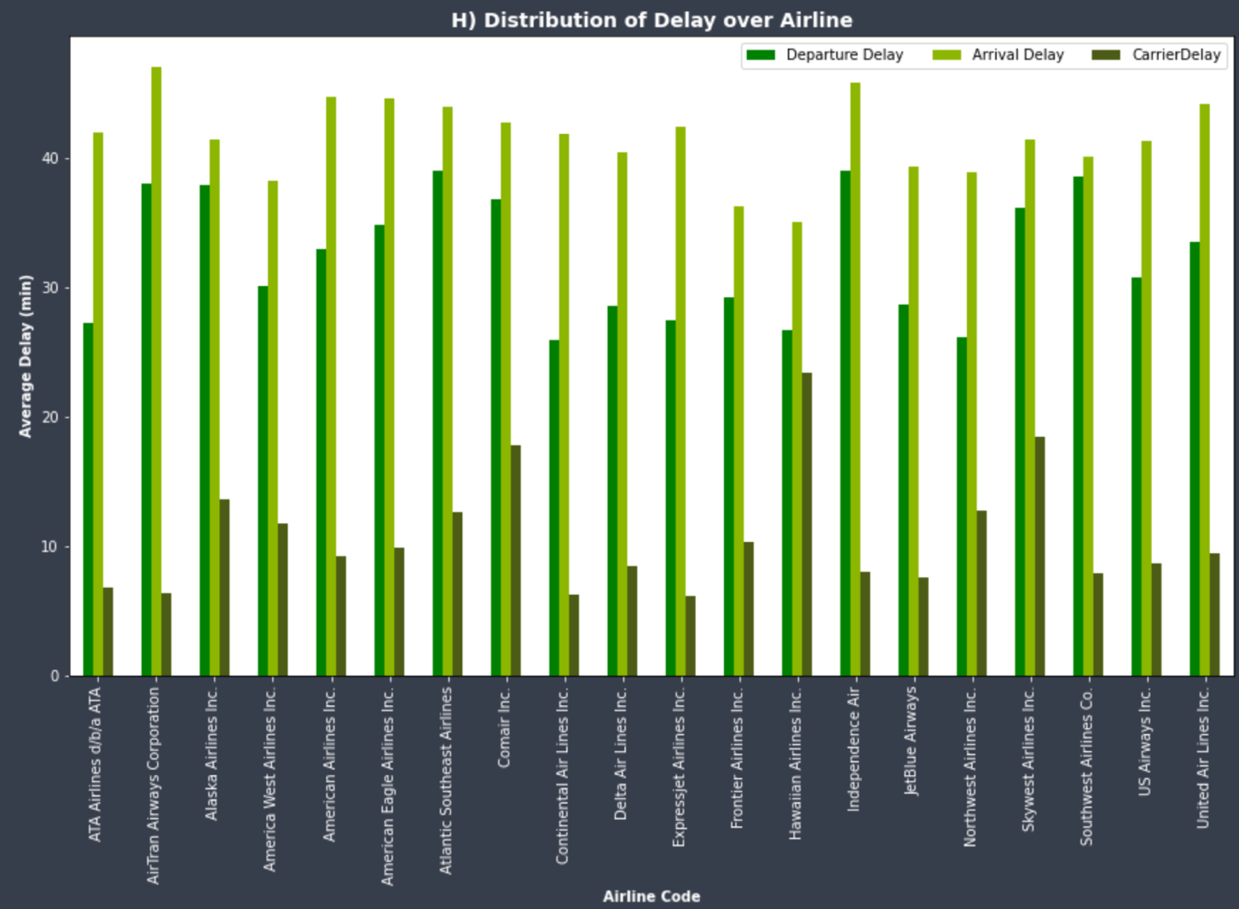 H) Distribution of Delay over Airline
Departure Delay
Arrival Delay
CarrierDelay
Average Delay (min)
40
30
20
10
0
ATA Airlines d/b/a ATA
AirTran Airways Corporation
Alaska Airlines Inc.
America West Airlines Inc.
American Airlines Inc.
American Eagle Airlines Inc.
Atlantic Southeast Airlines
Comair Inc.
Continental Air Lines Inc.
Delta Air Lines Inc.
Expressjet Airlines Inc.
Frontier Airlines Inc.
Hawaiian Airlines Inc.
Independence Air
JetBlue Airways
Northwest Airlines Inc.
Skywest Airlines Inc.
Southwest Airlines Co.
US Airways Inc.
United Air Lines Inc.
Airline Code